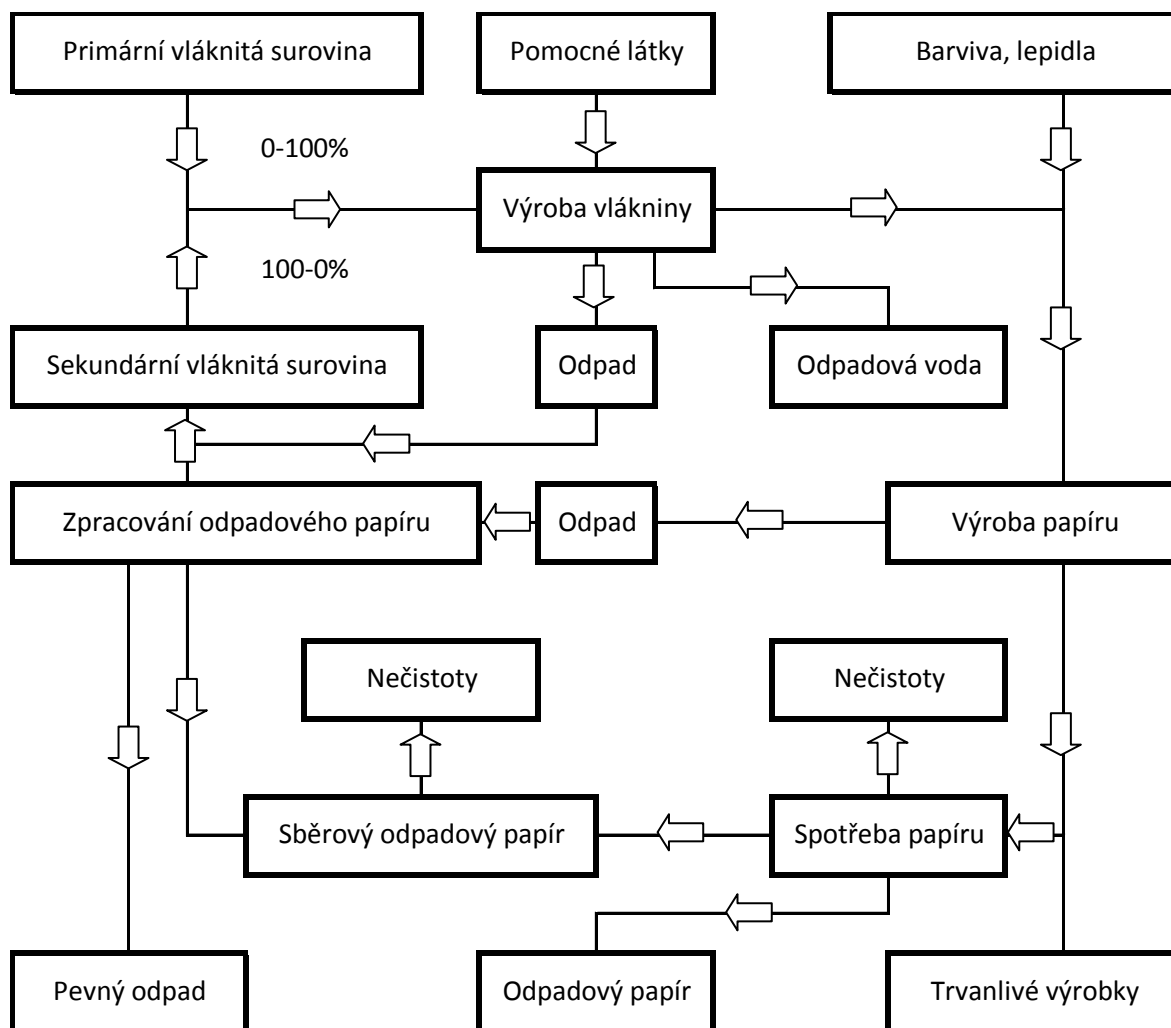 Primární vláknitá surovina
Pomocné látky
Barviva, lepidla
0-100%
Výroba vlákniny
100-0%
Sekundární vláknitá surovina
Odpad
Odpadová voda
Zpracování odpadového papíru
Odpad
Výroba papíru
Nečistoty
Nečistoty
Sběrový odpadový papír
Spotřeba papíru
Pevný odpad
Odpadový papír
Trvanlivé výrobky